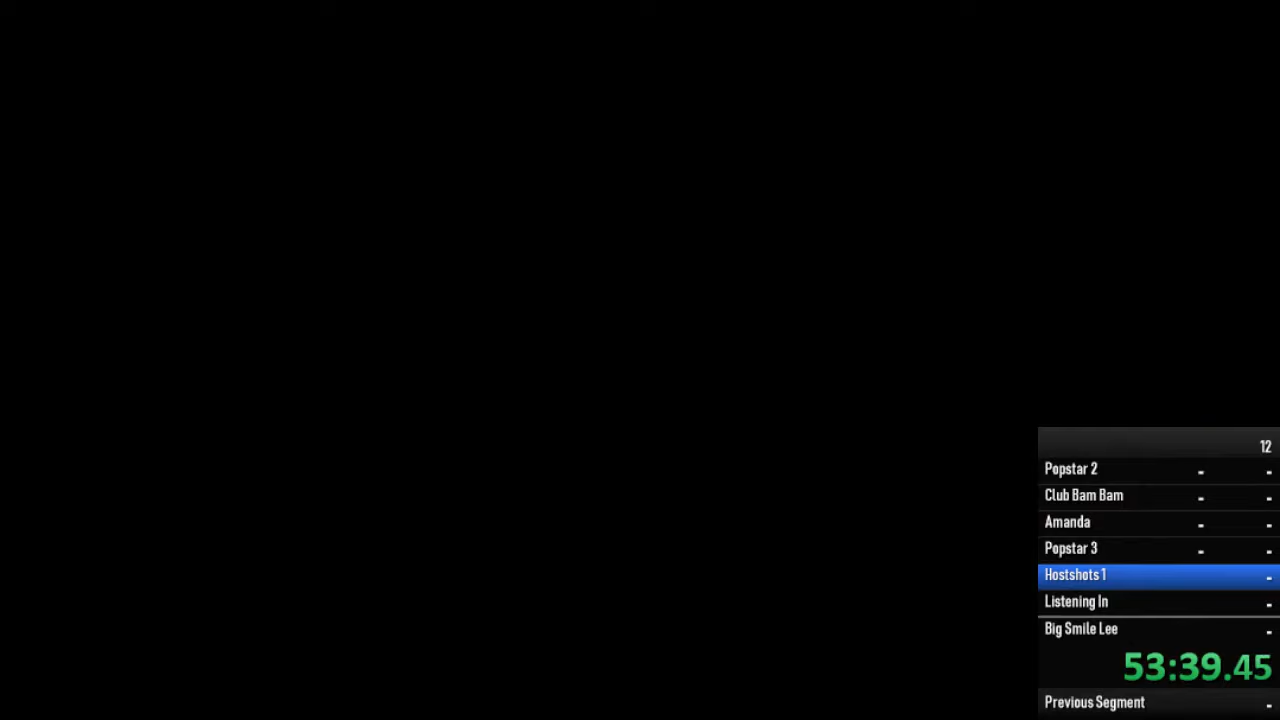 12
Popstar 2 - -
Club Bam Bam - -
Amanda - -
Popstar 3 - -
Hostshots 1 -
Listening In -
Big Smile Lee -
53:39.45
Previous Segment -